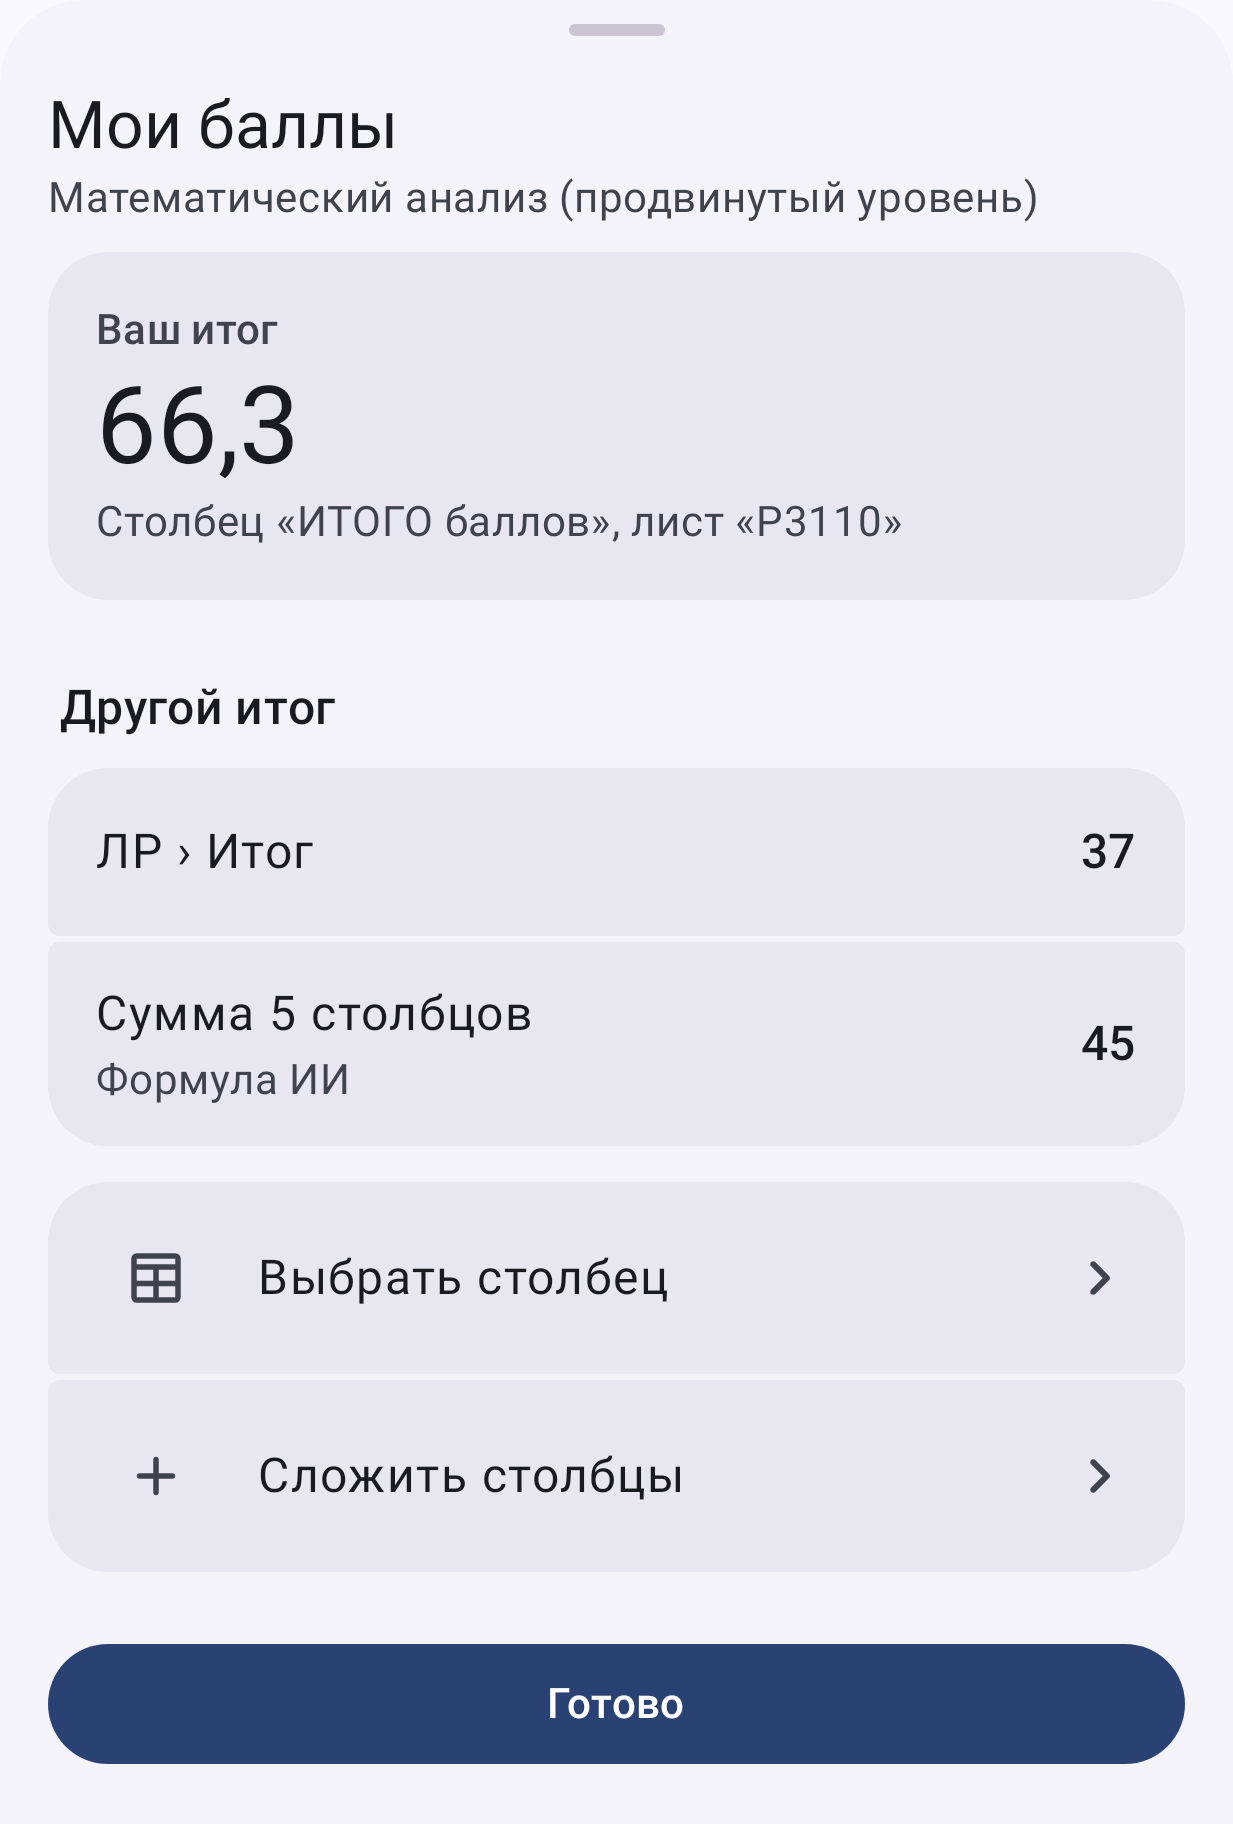 Мои баллы
Математический анализ (продвинутый уровень)
Ваш итог
66,3
Столбец «ИТОГО баллов», лист «P3110»
Другой итог
ЛР › Итог
37
Сумма 5 столбцов
Формула ИИ
45
Выбрать столбец
Сложить столбцы
Готово